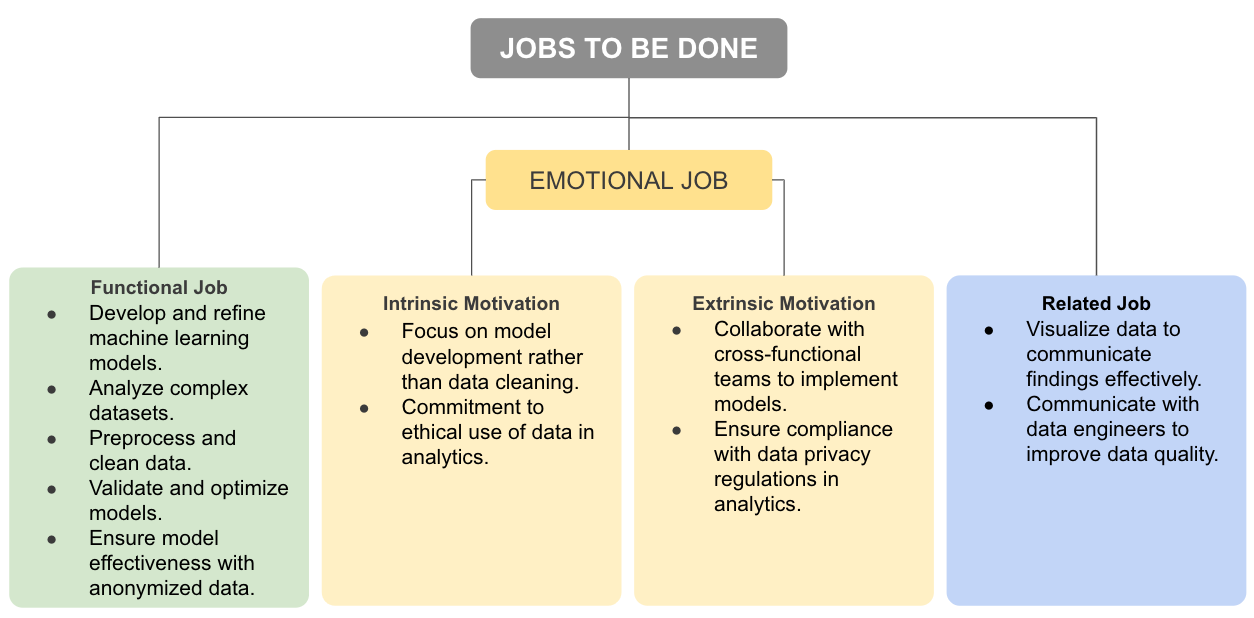 JOBS TO BE DONE
EMOTIONAL JOB
Functional Job
● Develop and refine
machine learning
models.
● Analyze complex
datasets.
● Preprocess and
clean data.
● Validate and optimize
models.
● Ensure model
effectiveness with
anonymized data.
Intrinsic Motivation
● Focus on model
development rather
than data cleaning.
● Commitment to
ethical use of data in
analytics.
Extrinsic Motivation
● Collaborate with
cross-functional
teams to implement
models.
● Ensure compliance
with data privacy
regulations in
analytics.
Related Job
● Visualize data to
communicate
findings effectively.
● Communicate with
data engineers to
improve data quality.